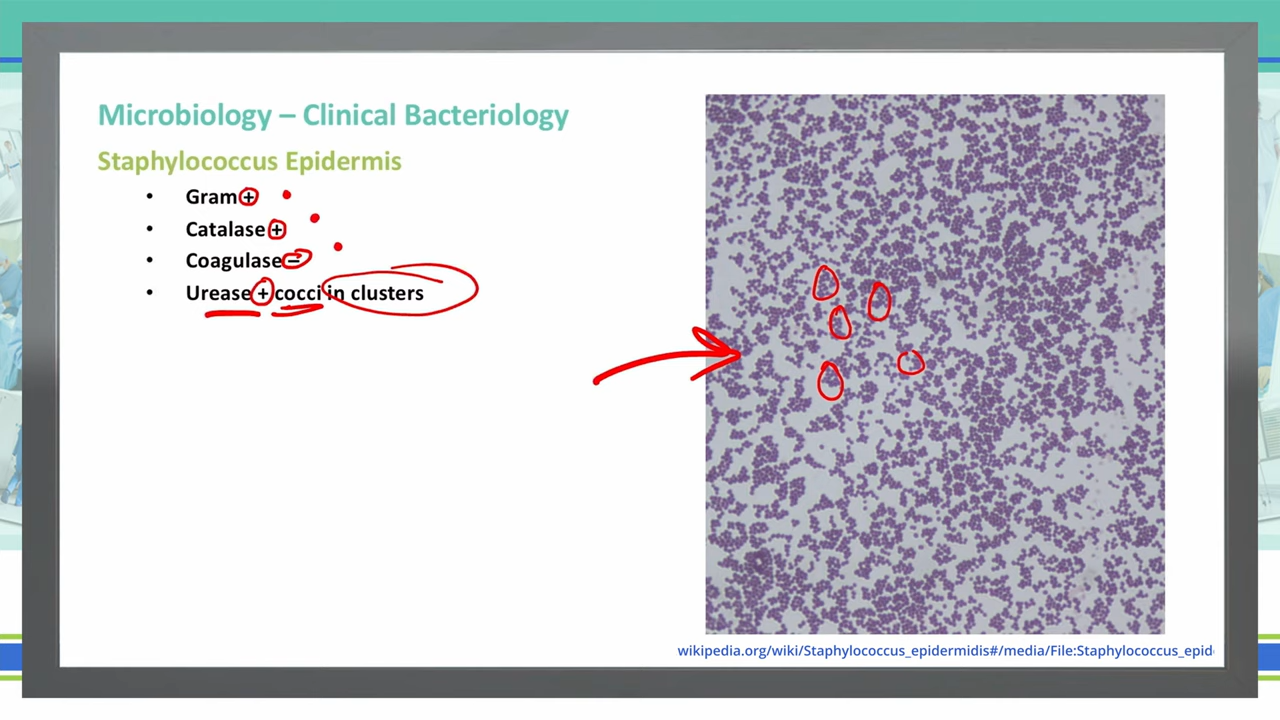 Microbiology – Clinical Bacteriology
Staphylococcus Epidermis
• Gram +
• Catalase +
• Coagulase –
• Urease + cocci in clusters
wikipedia.org/wiki/Staphylococcus_epidermidis#/media/File:Staphylococcus_epid